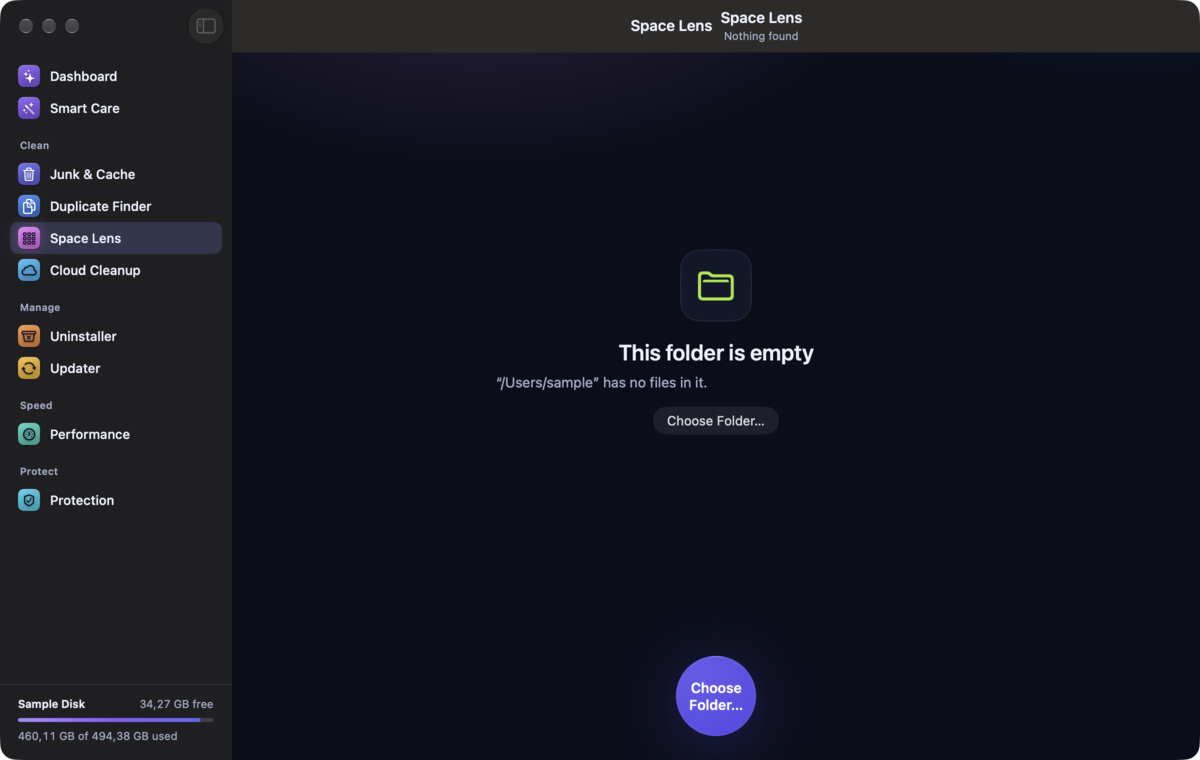 Dashboard
Smart Care
Clean
Junk & Cache
Duplicate Finder
Space Lens
Cloud Cleanup
Manage
Uninstaller
Updater
Speed
Performance
Protect
Protection
Sample Disk 34,27 GB free
460,11 GB of 494,38 GB used
Space Lens
Space Lens
Nothing found
This folder is empty
“/Users/sample” has no files in it.
Choose Folder...
Choose
Folder...